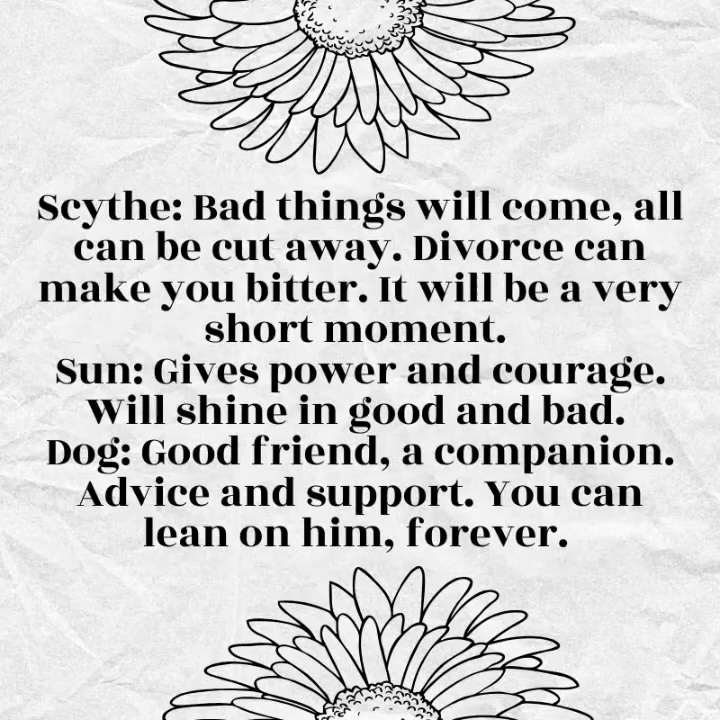 Scythe: Bad things will come, all
can be cut away. Divorce can
make you bitter. It will be a very
short moment.
Sun: Gives power and courage.
Will shine in good and bad.
Dog: Good friend, a companion.
Advice and support. You can
lean on him, forever.